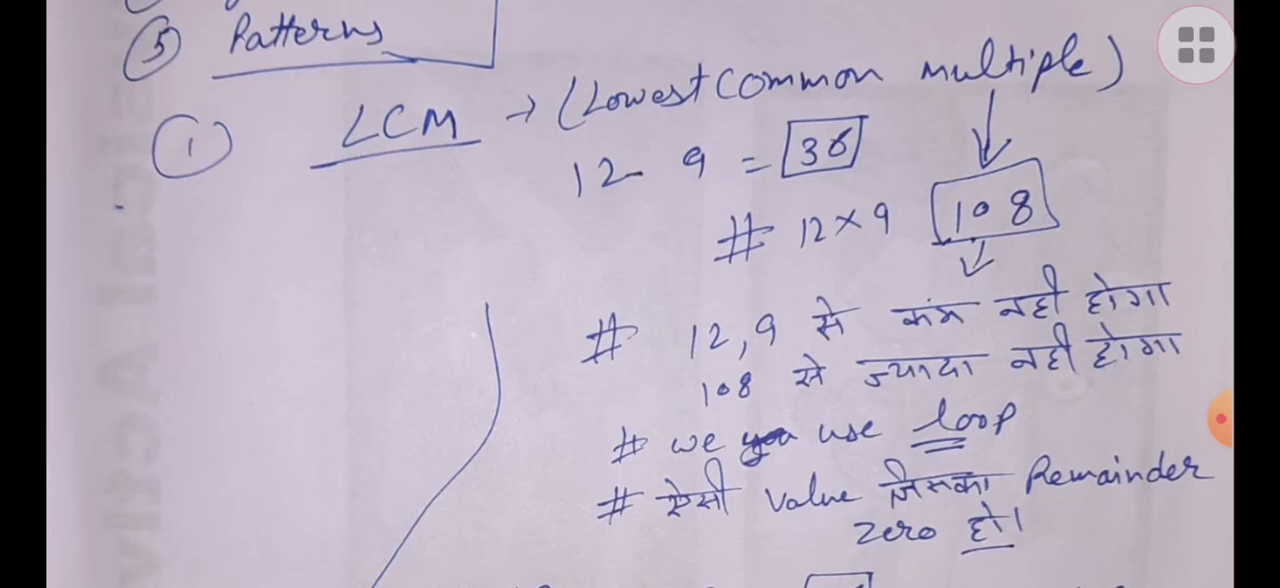 ⑤ Patterns
① LCM → (Lowest Common multiple)
12 - 9 = 36
# 12 × 9 108
# 12, 9 से कम नही होगा
108 से ज्यादा नही होगा
# we use loop
# ऐसी value जिसका Remainder
zero हो।